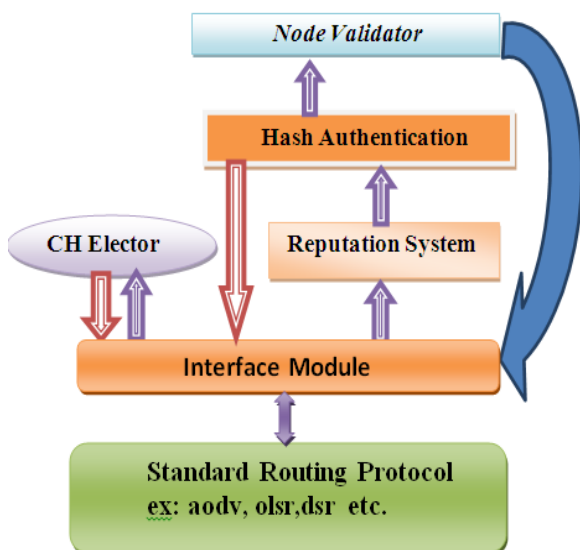 Node Validator
Hash Authentication
CH Elector
Reputation System
Interface Module
Standard Routing Protocol
ex: aodv, olsr,dsr etc.